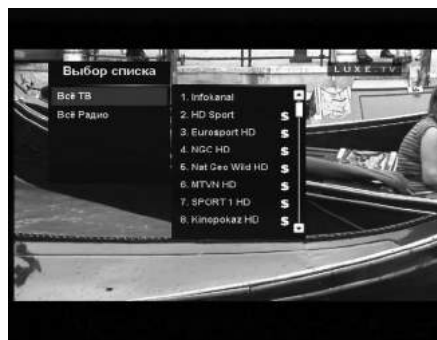 LUXE.TV
Выбор списка
Всё ТВ
Всё Радио
1. Infokanal
2. HD Sport $
3. Eurosport HD $
4. NGC HD $
5. Nat Geo Wild HD $
6. MTVN HD $
7. SPORT 1 HD $
8. Kinopokaz HD $